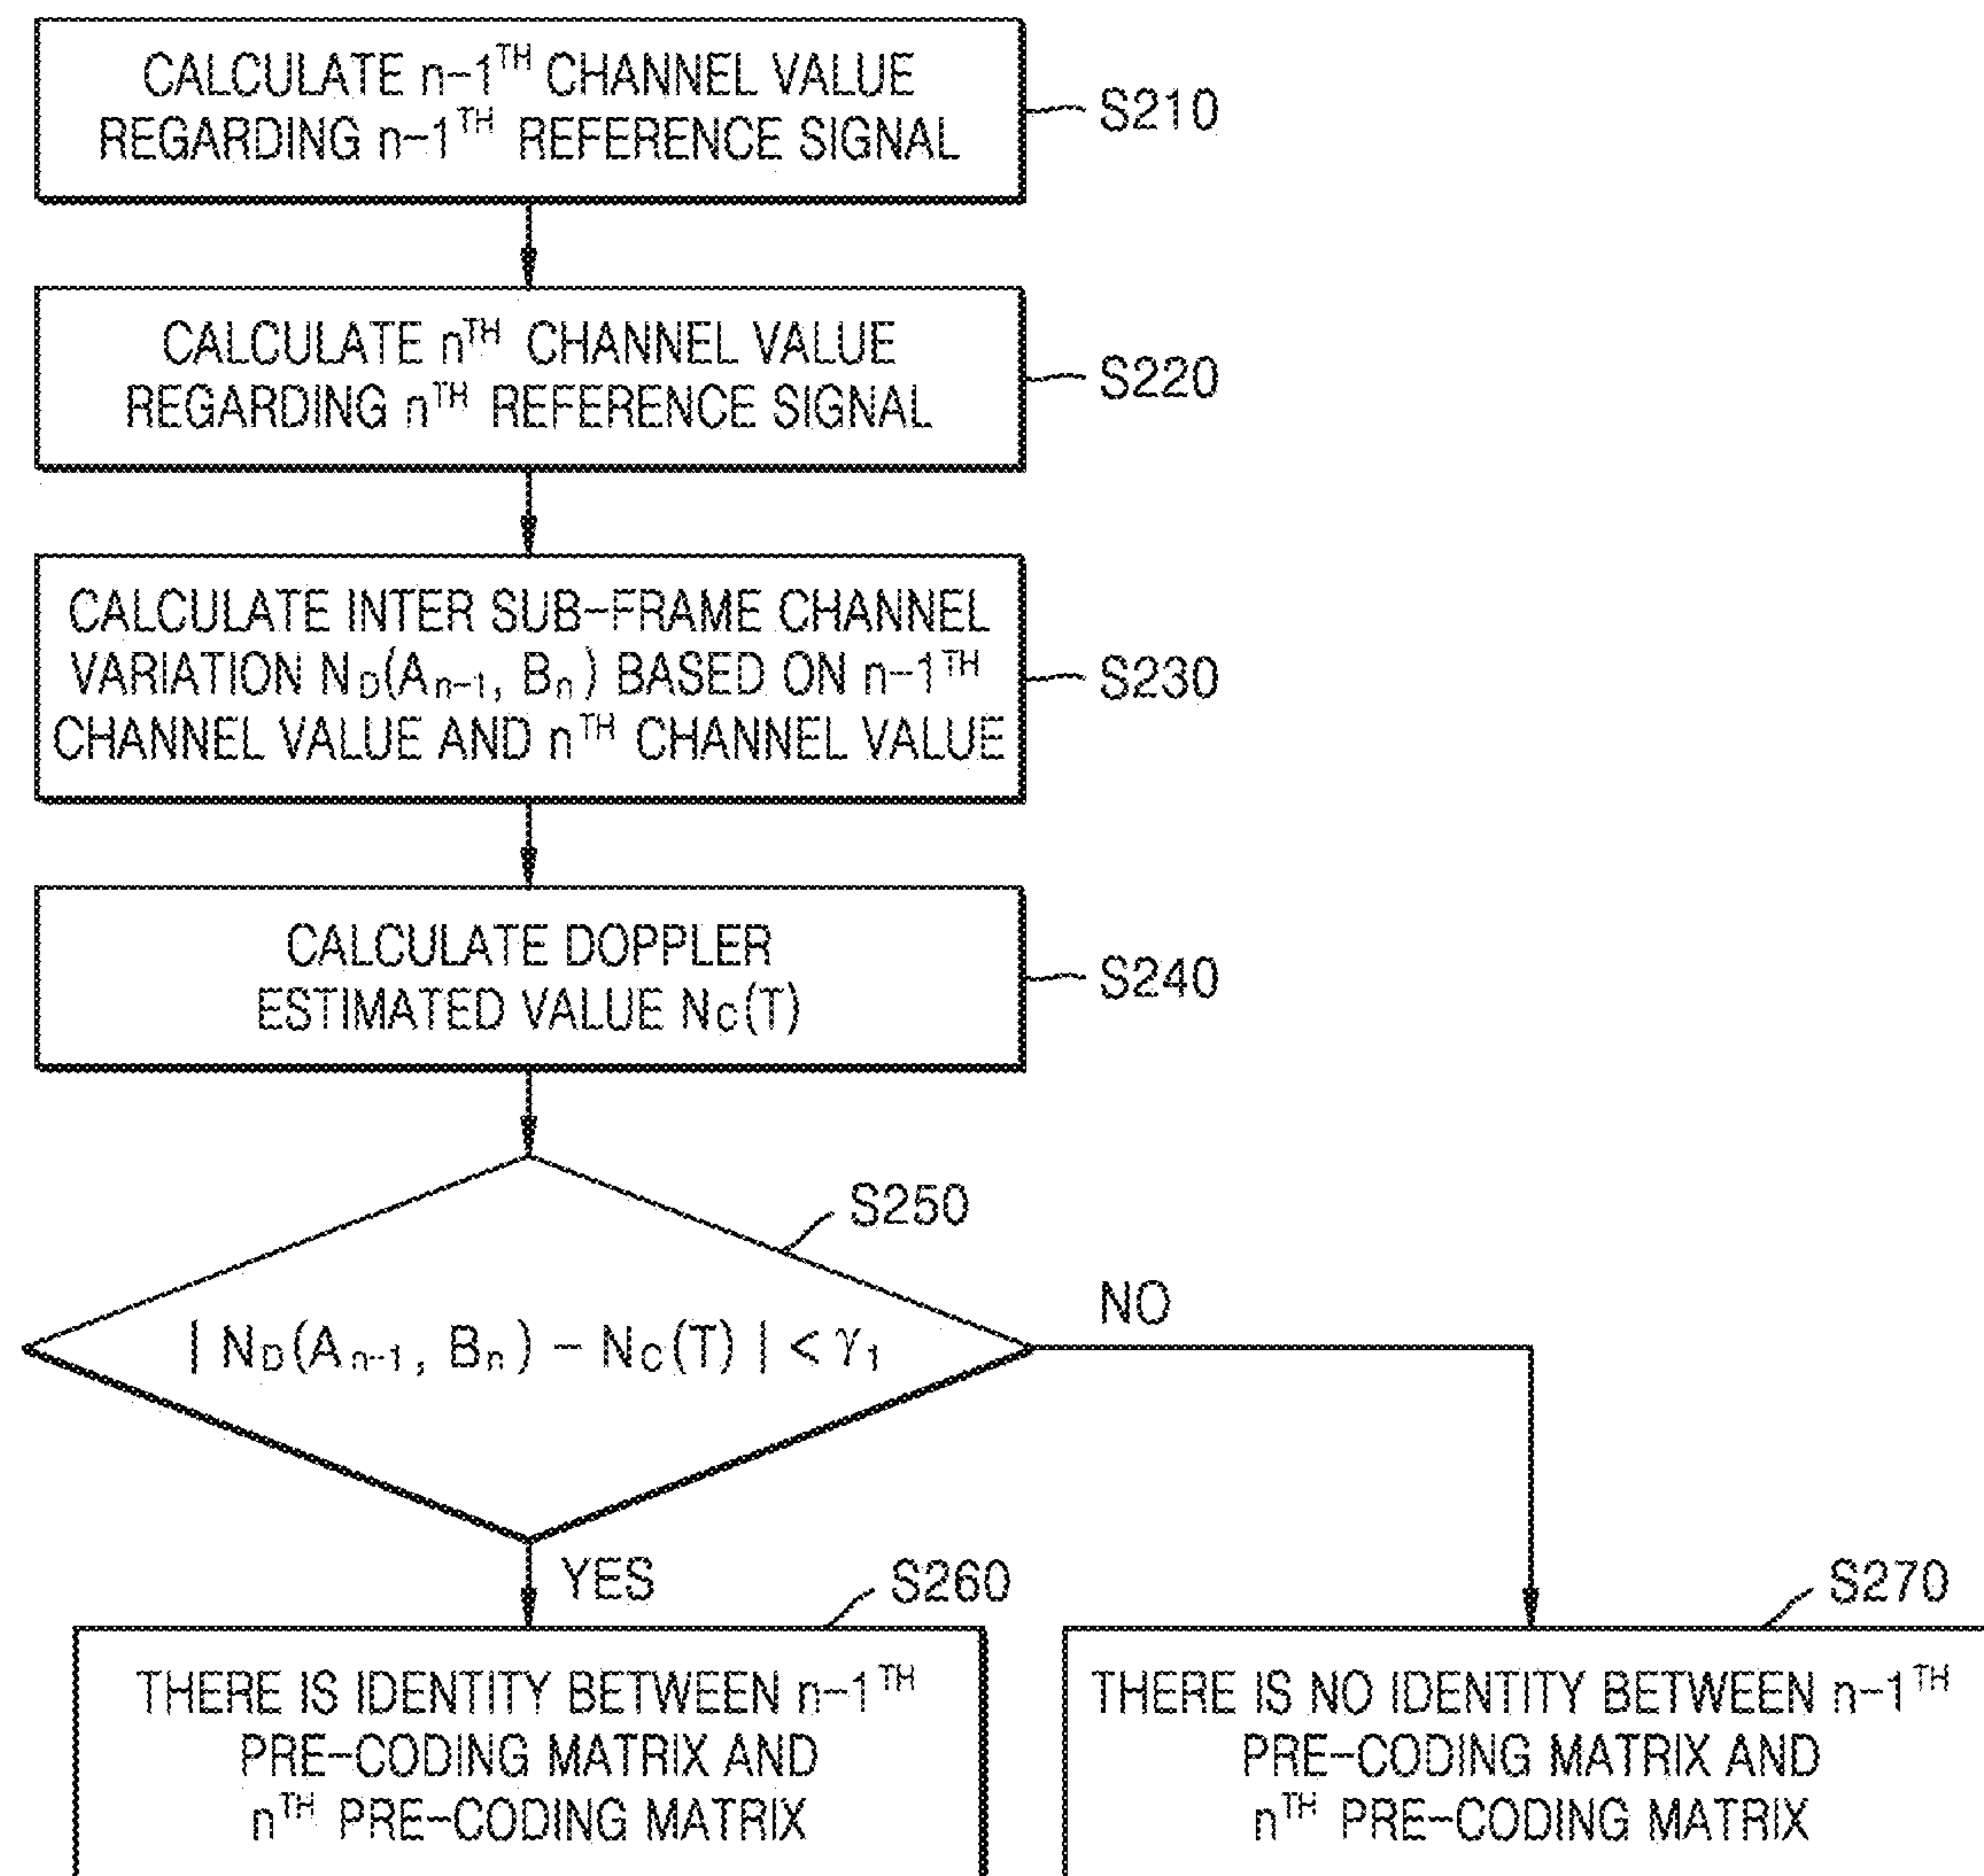 CALCULATE n-1TH CHANNEL VALUE
REGARDING n-1TH REFERENCE SIGNAL
S210
CALCULATE nTH CHANNEL VALUE
REGARDING nTH REFERENCE SIGNAL
S220
CALCULATE INTER SUB-FRAME CHANNEL
VARIATION ND(An-1, Bn) BASED ON n-1TH
CHANNEL VALUE AND nTH CHANNEL VALUE
S230
CALCULATE DOPPLER
ESTIMATED VALUE NC(T)
S240
S250
| ND(An-1, Bn) - NC(T) | < γ1
NO
YES
S260
THERE IS IDENTITY BETWEEN n-1TH
PRE-CODING MATRIX AND
nTH PRE-CODING MATRIX
S270
THERE IS NO IDENTITY BETWEEN n-1TH
PRE-CODING MATRIX AND
nTH PRE-CODING MATRIX